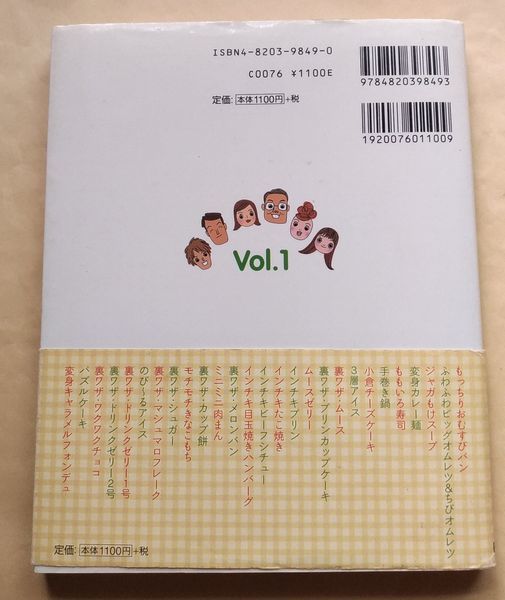 ISBN4-8203-9849-0
C0076 ¥1100E
定価:本体1100円+税
9784820398493
1920076011009
Vol.1
もっちりおむすびパン
ふわふわビッグオムレツ&ちびオムレツ
ジャガもけスープ
変身カレー麺
ももいろ寿司
手巻き鍋
小倉チーズケーキ
3層アイス
裏ワザ・ムース
裏ワザ・プリンカップケーキ
ムースゼリー
インチキプリン
インチキたこ焼き
インチキビーフシチュー
インチキ目玉焼きハンバーグ
裏ワザ・メロンパン
ミニミニ肉まん
裏ワザ・カップ餅
モチモチきなこもち
裏ワザ・シュガー
裏ワザ・マシュマロフレーク
のび〜るアイス
裏ワザ・ドリンクゼリー1号
裏ワザ・ドリンクゼリー2号
裏ワザ・ワクワクチョコ
パズルケーキ
変身キャラメルフォンデュ
定価:本体1100円+税